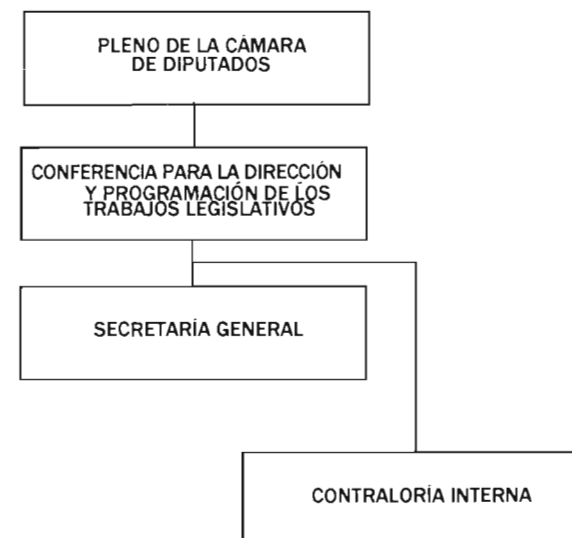 PLENO DE LA CÁMARA
DE DIPUTADOS
CONFERENCIA PARA LA DIRECCIÓN
Y PROGRAMACIÓN DE LOS
TRABAJOS LEGISLATIVOS
SECRETARÍA GENERAL
CONTRALORÍA INTERNA